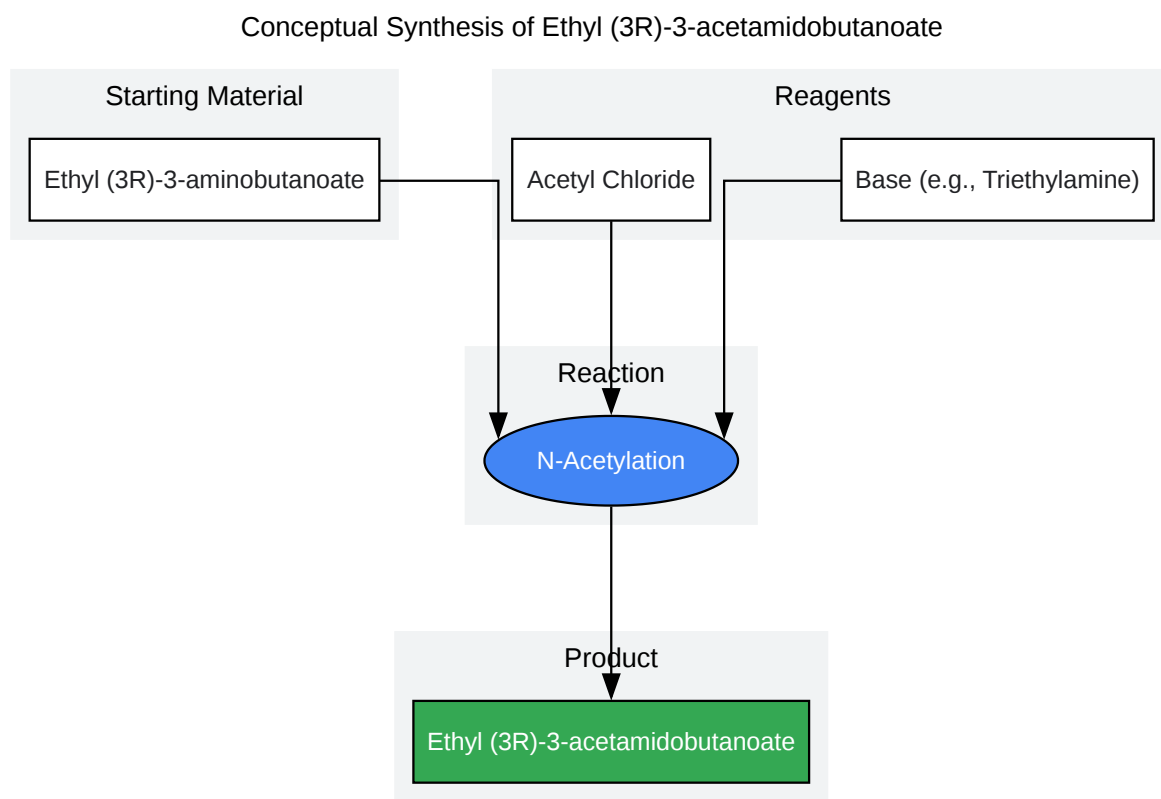 Conceptual Synthesis of Ethyl (3R)-3-acetamidobutanoate
Starting Material
Reagents
Ethyl (3R)-3-aminobutanoate
Acetyl Chloride
Base (e.g., Triethylamine)
Reaction
N-Acetylation
Product
Ethyl (3R)-3-acetamidobutanoate